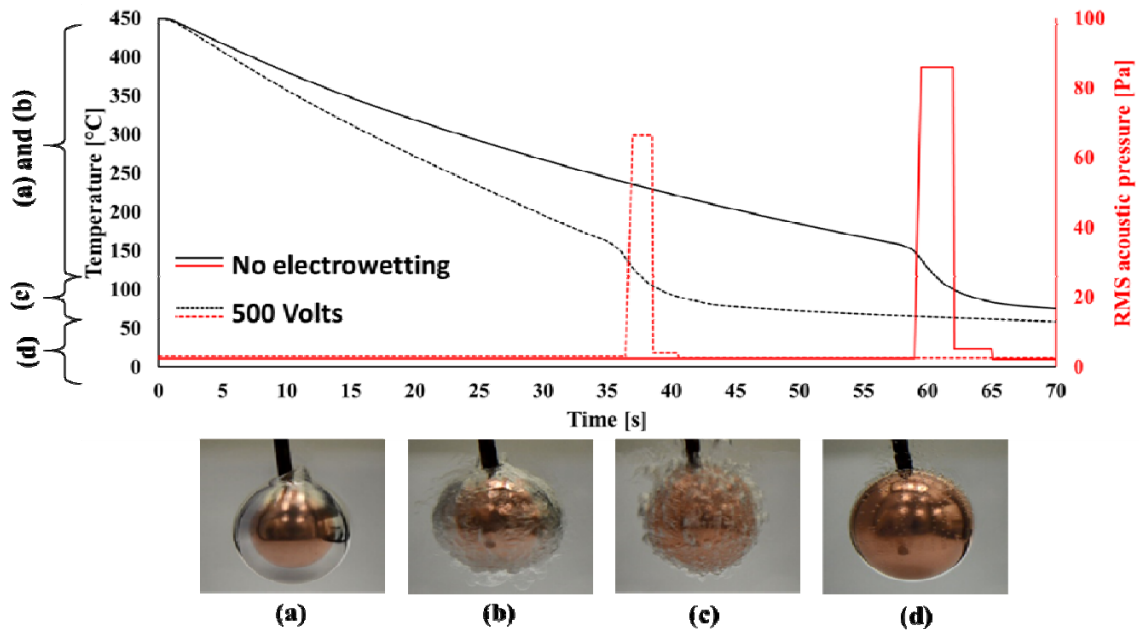 450
400
350
300
250
200
150
100
50
0
Temperature [°C]
(a) and (b)
(c)
(d)
100
80
60
40
20
0
RMS acoustic pressure [Pa]
No electrowetting
500 Volts
0 5 10 15 20 25 30 35 40 45 50 55 60 65 70
Time [s]
(a) (b) (c) (d)